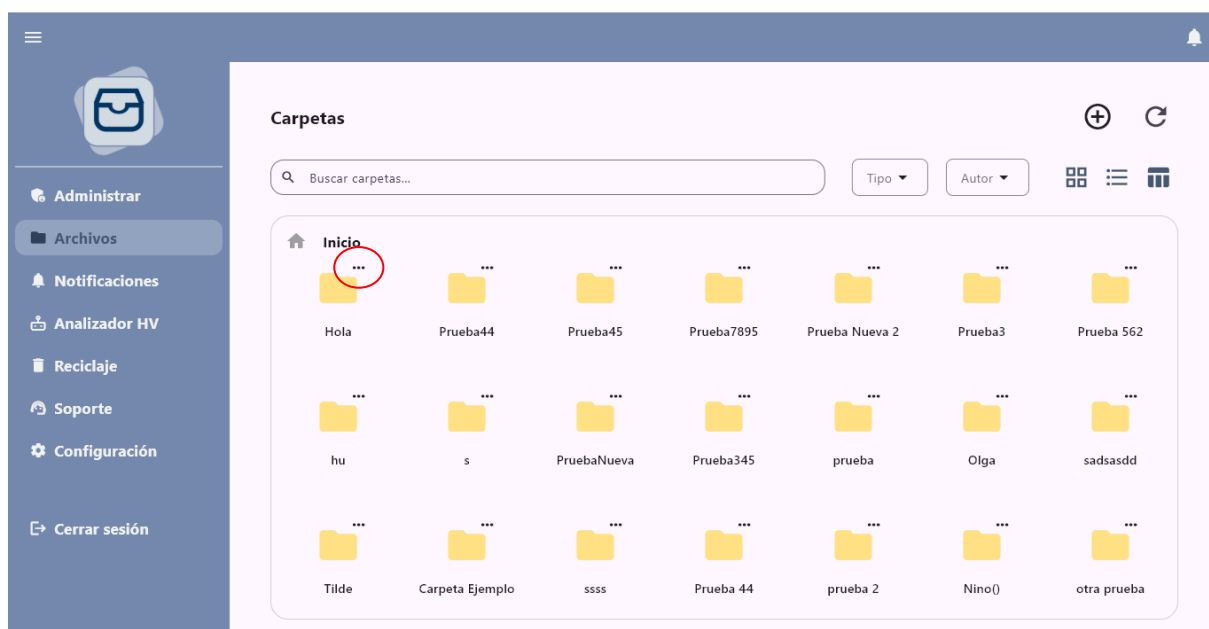 Carpetas
Buscar carpetas...
Tipo
Autor
Administrar
Archivos
Notificaciones
Analizador HV
Reciclaje
Soporte
Configuración
Cerrar sesión
Inicio
Hola Prueba44 Prueba45 Prueba7895 Prueba Nueva 2 Prueba3 Prueba 562
hu s PruebaNueva Prueba345 prueba Olga sadsasdd
Tilde Carpeta Ejemplo ssss Prueba 44 prueba 2 Nino() otra prueba